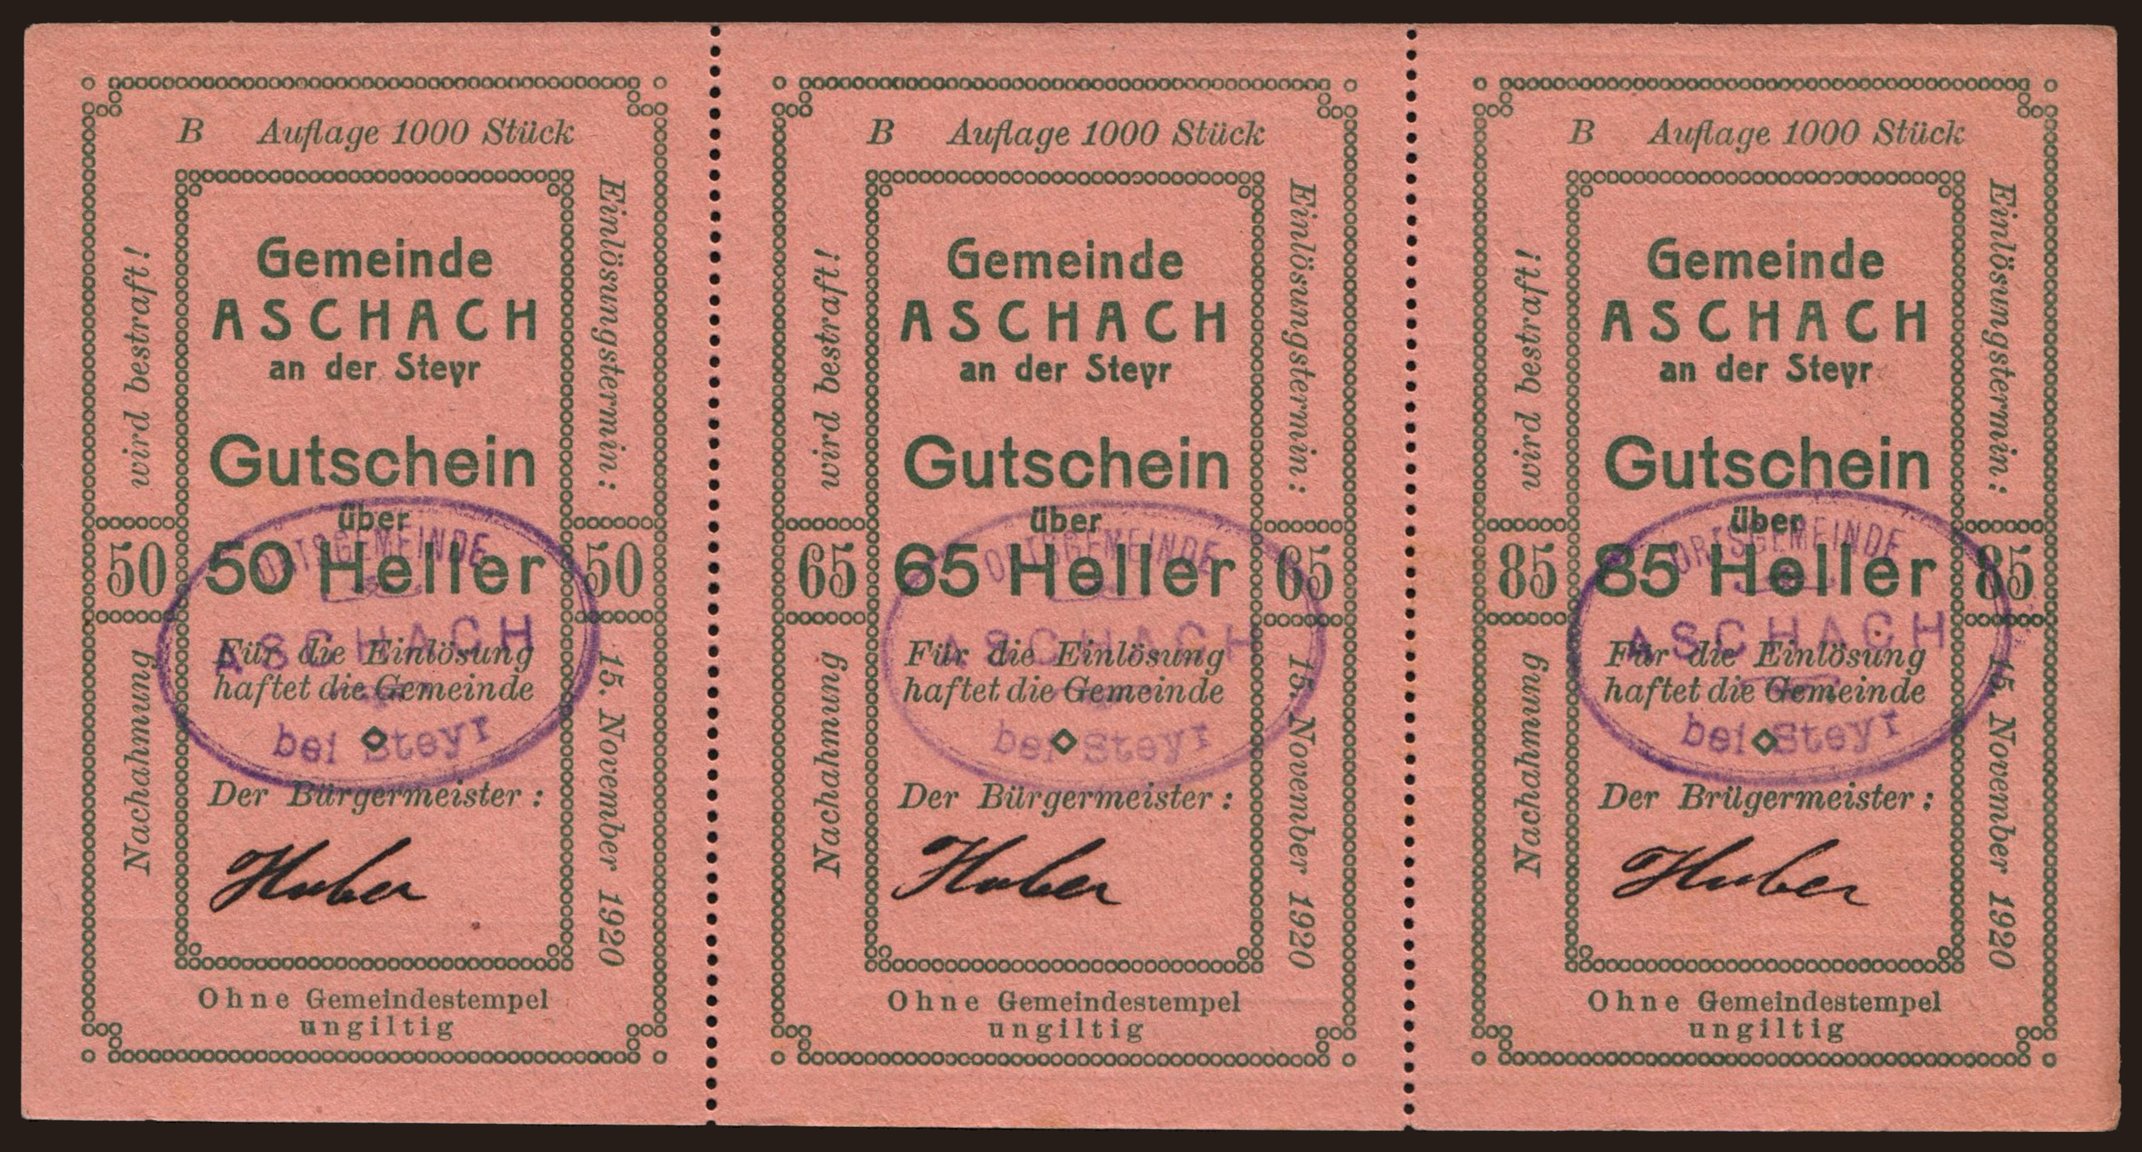 B Auflage 1000 Stück
Gemeinde
ASCHACH
an der Steyr
Gutschein
über
50 Heller
Für die Einlösung
haftet die Gemeinde
Der Bürgermeister:
Huber
Ohne Gemeindestempel
ungiltig
Nachahmung wird bestraft!
Einlösungstermin: 15. November 1920
50
50
ORTSGEMEINDE
ASCHACH
bei Steyr
B Auflage 1000 Stück
Gemeinde
ASCHACH
an der Steyr
Gutschein
über
65 Heller
Für die Einlösung
haftet die Gemeinde
Der Bürgermeister:
Huber
Ohne Gemeindestempel
ungiltig
Nachahmung wird bestraft!
Einlösungstermin: 15. November 1920
65
65
ORTSGEMEINDE
ASCHACH
bei Steyr
B Auflage 1000 Stück
Gemeinde
ASCHACH
an der Steyr
Gutschein
über
85 Heller
Für die Einlösung
haftet die Gemeinde
Der Brügermeister:
Huber
Ohne Gemeindestempel
ungiltig
Nachahmung wird bestraft!
Einlösungstermin: 15. November 1920
85
85
ORTSGEMEINDE
ASCHACH
bei Steyr